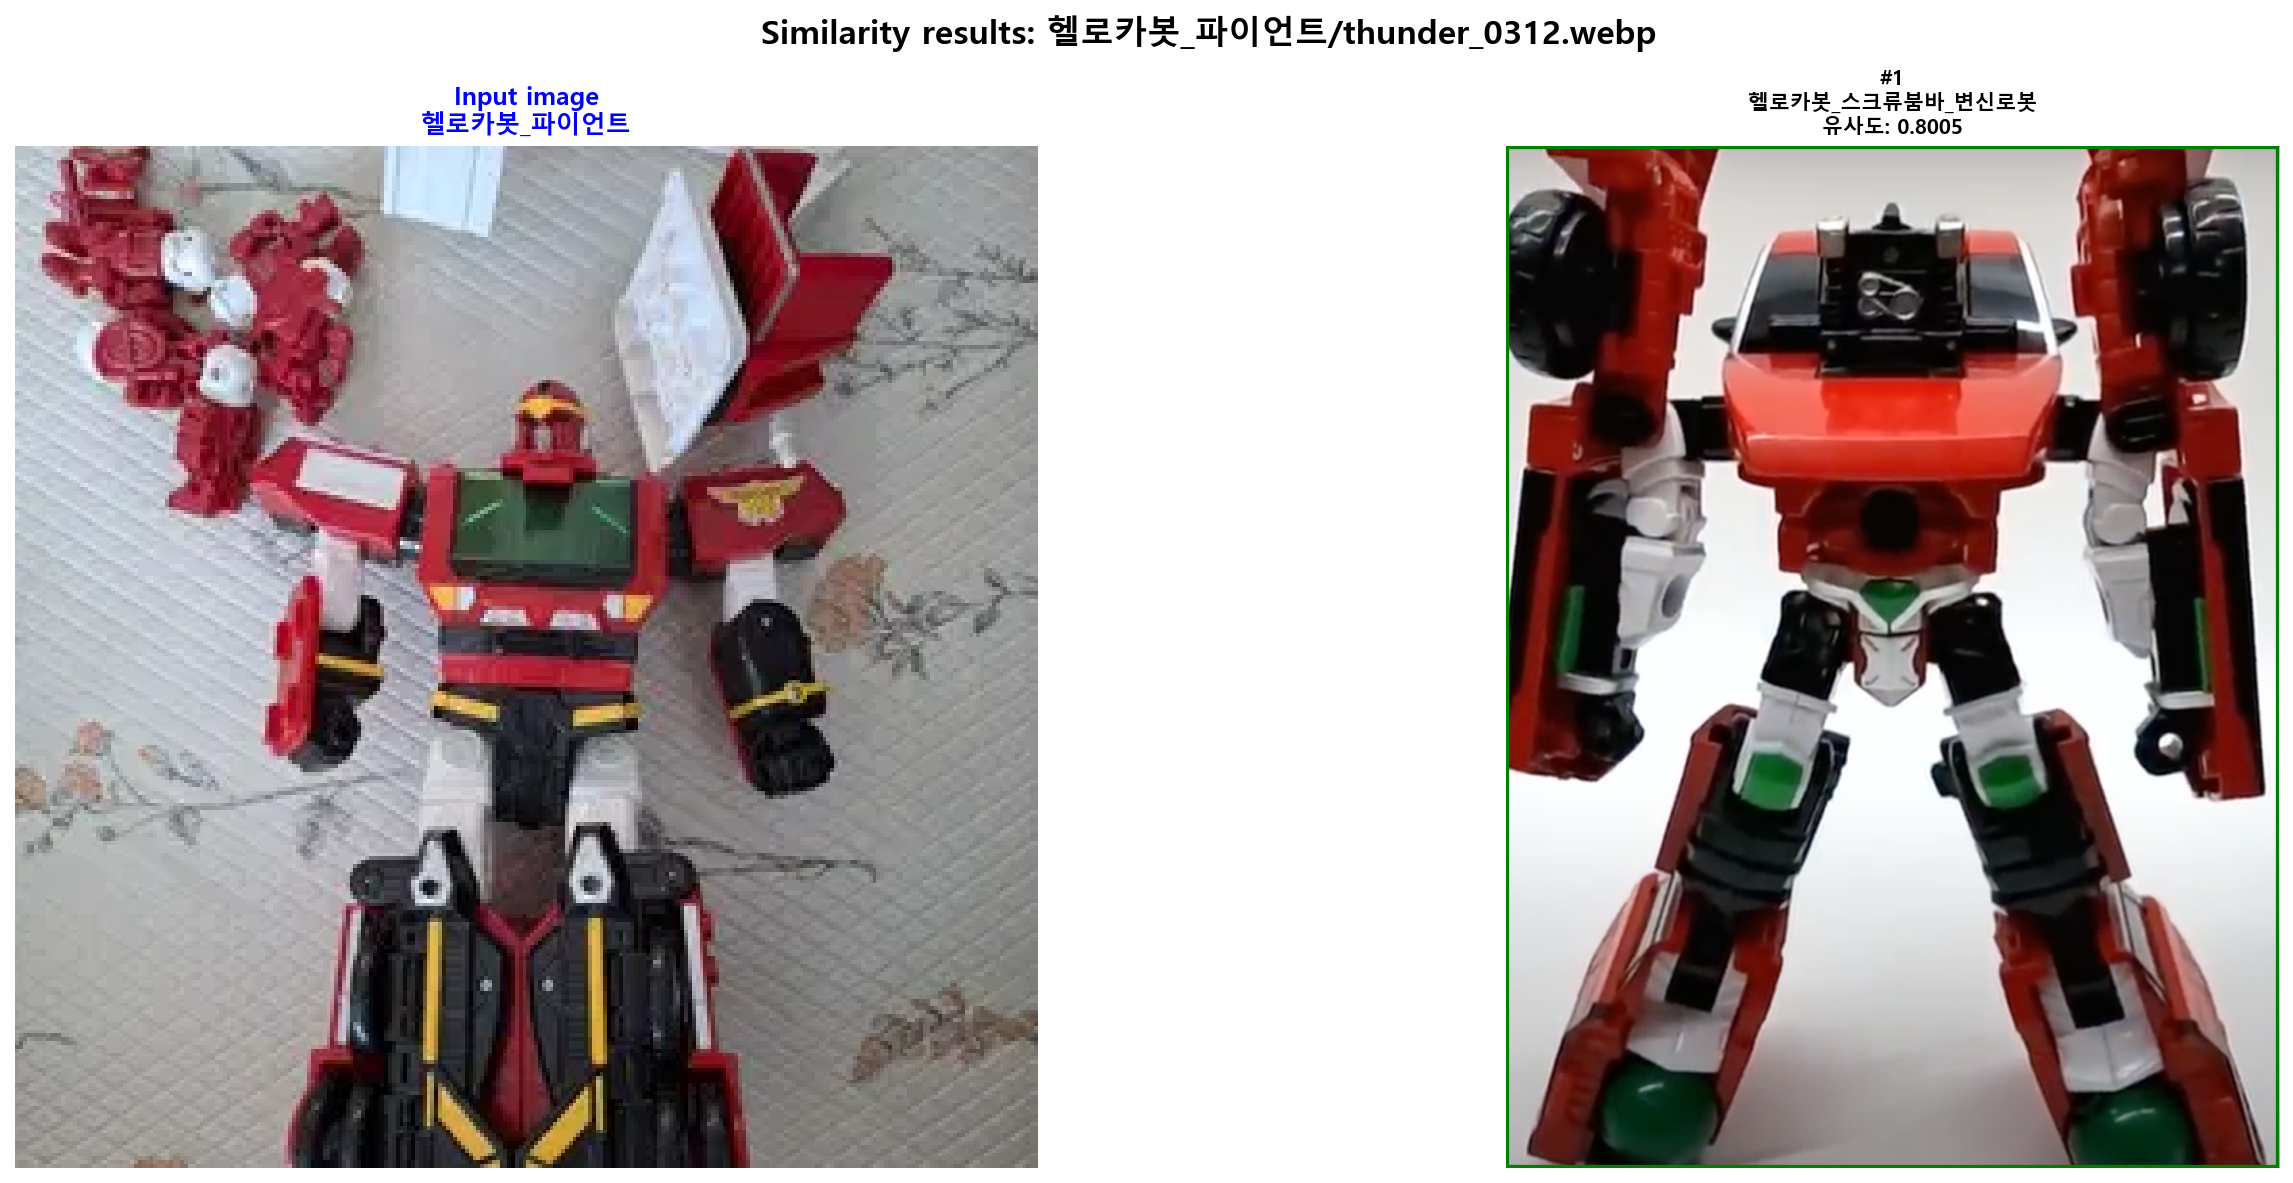 Similarity results: 헬로카봇_파이언트/thunder_0312.webp
Input image
헬로카봇_파이언트
#1
헬로카봇_스크류붐바_변신로봇
유사도: 0.8005